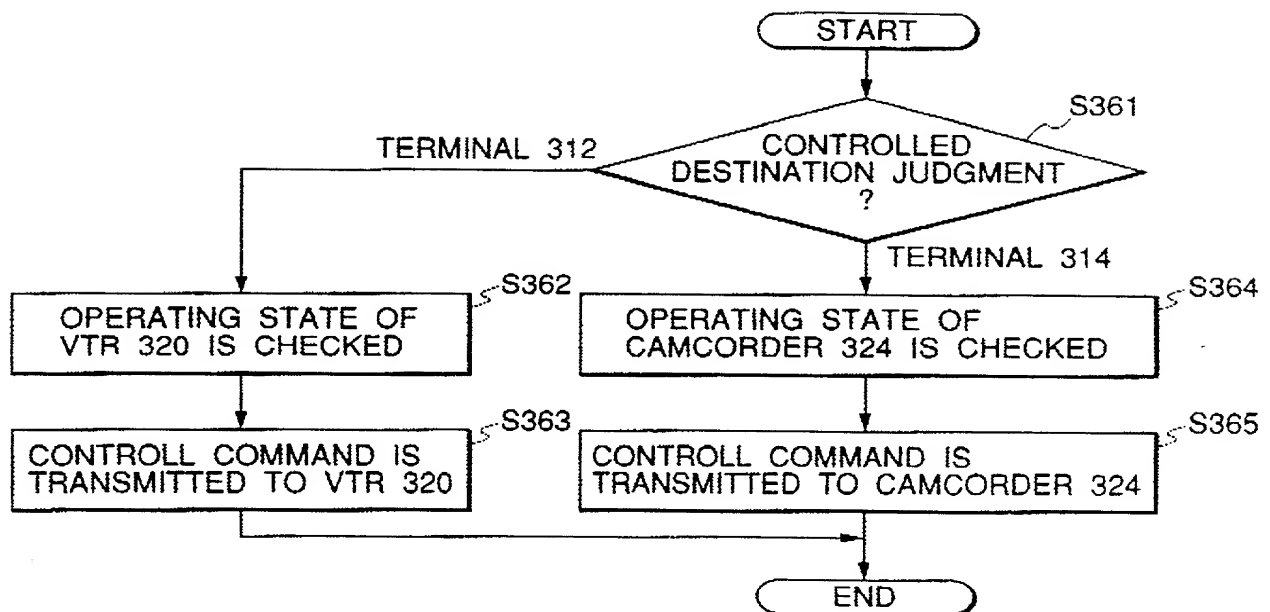 START
S361
CONTROLLED
DESTINATION JUDGMENT
?
TERMINAL 312
TERMINAL 314
S362
OPERATING STATE OF
VTR 320 IS CHECKED
S364
OPERATING STATE OF
CAMCORDER 324 IS CHECKED
S363
CONTROLL COMMAND IS
TRANSMITTED TO VTR 320
S365
CONTROLL COMMAND IS
TRANSMITTED TO CAMCORDER 324
END